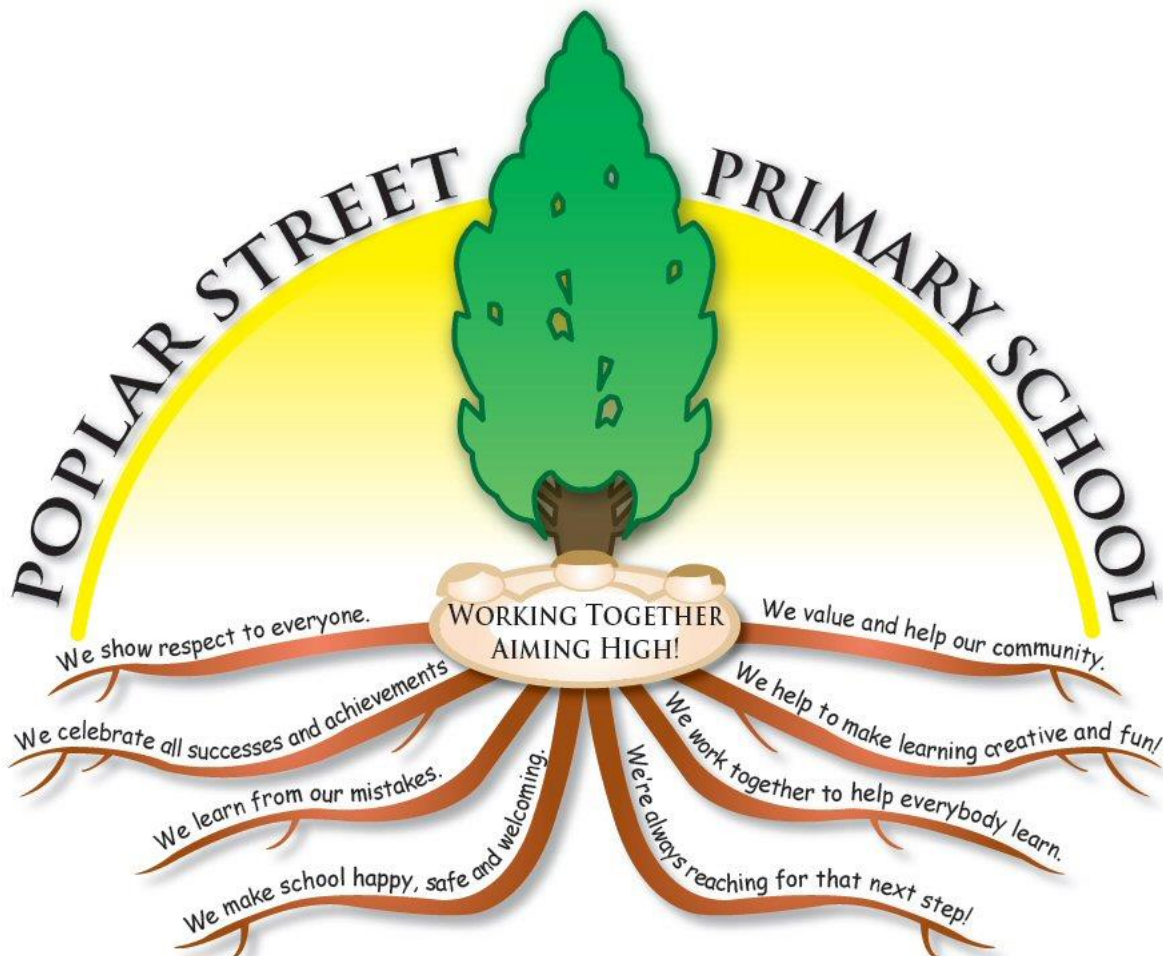 POPLAR STREET PRIMARY SCHOOL
WORKING TOGETHER
AIMING HIGH!
We show respect to everyone.
We celebrate all successes and achievements
We learn from our mistakes.
We make school happy, safe and welcoming.
We value and help our community.
We help to make learning creative and fun!
We work together to help everybody learn.
We're always reaching for that next step!